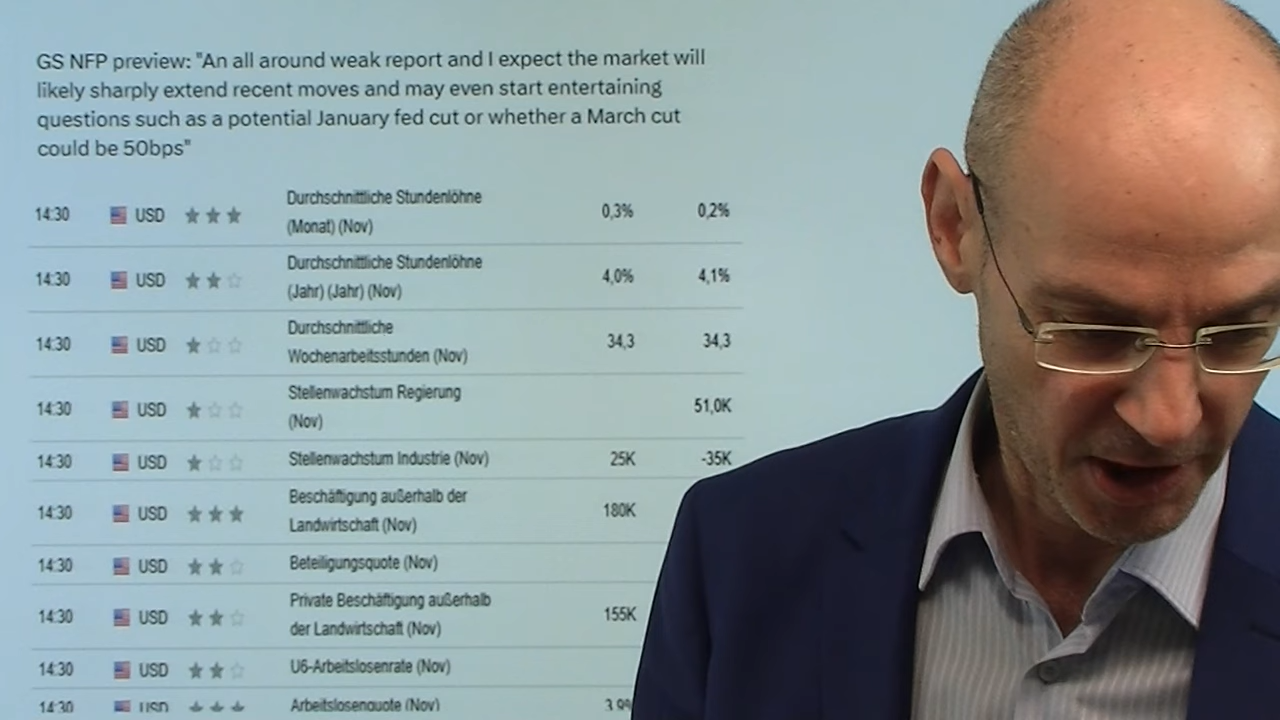 GS NFP preview: "An all around weak report and I expect the market will
likely sharply extend recent moves and may even start entertaining
questions such as a potential January fed cut or whether a March cut
could be 50bps"
14:30 USD Durchschnittliche Stundenlöhne
(Monat) (Nov) 0,3% 0,2%
14:30 USD Durchschnittliche Stundenlöhne
(Jahr) (Jahr) (Nov) 4,0% 4,1%
14:30 USD Durchschnittliche
Wochenarbeitsstunden (Nov) 34,3 34,3
14:30 USD Stellenwachstum Regierung
(Nov) 51,0K
14:30 USD Stellenwachstum Industrie (Nov) 25K -35K
14:30 USD Beschäftigung außerhalb der
Landwirtschaft (Nov) 180K
14:30 USD Beteiligungsquote (Nov)
14:30 USD Private Beschäftigung außerhalb
der Landwirtschaft (Nov) 155K
14:30 USD U6-Arbeitslosenrate (Nov)
14:30 USD Arbeitslosenquote (Nov)